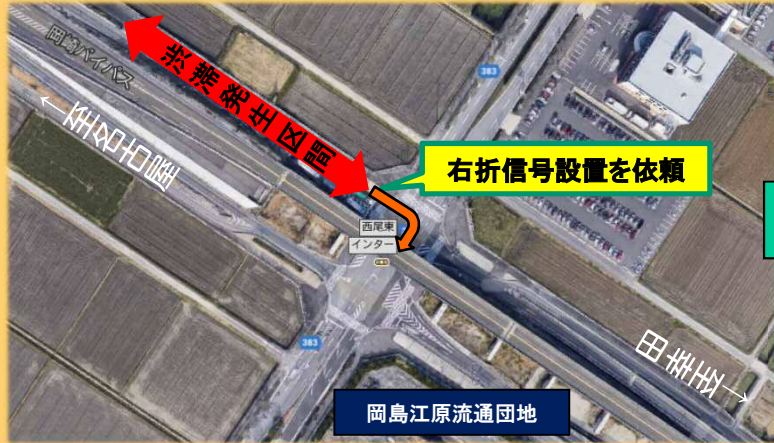 岡崎バイパス
渋滞発生区間
383
←至名古屋
右折信号設置を依頼
西尾東
インター
383
至幸田→
岡島江原流通団地